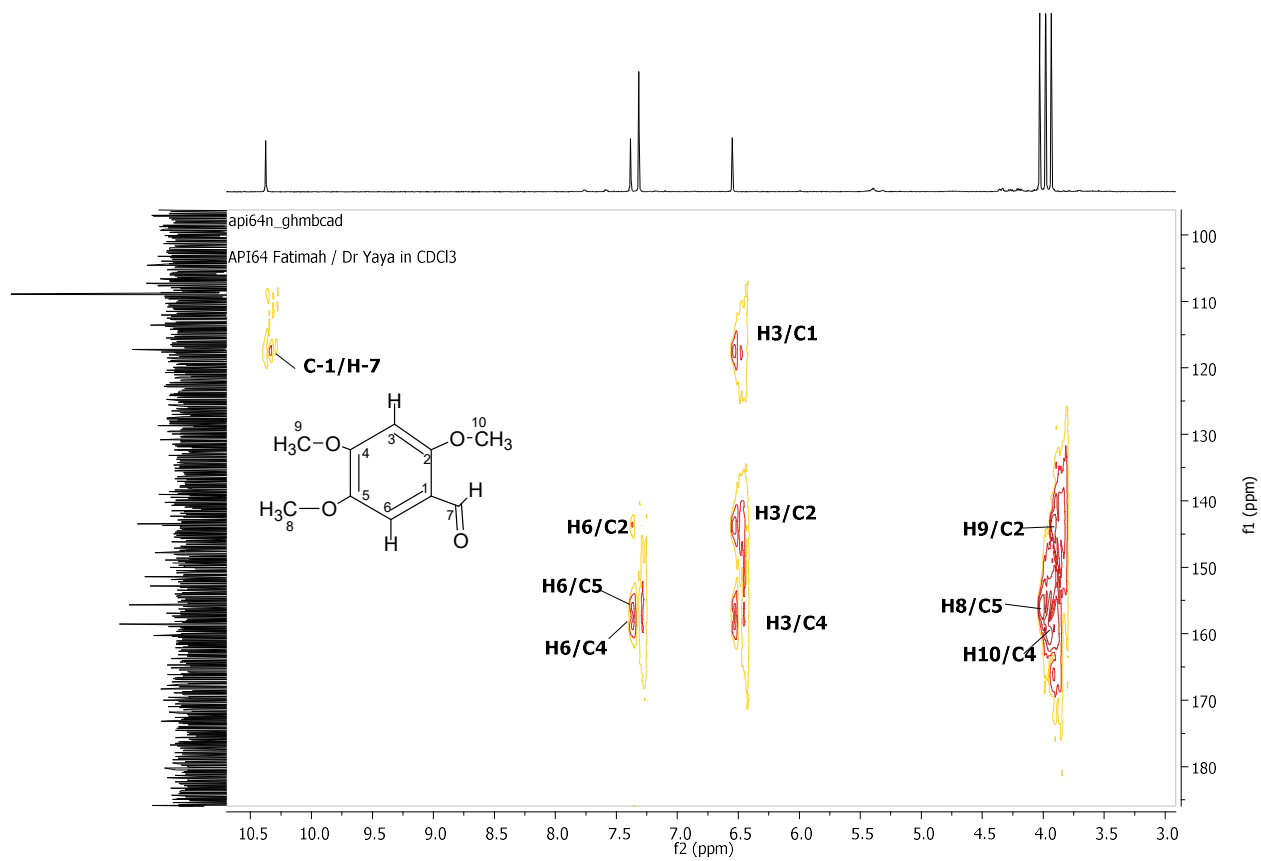 api64n_ghmbcad
API64 Fatimah / Dr Yaya in CDCl3
H3/C1
C-1/H-7
H
9
H3C
O
4
3
2
O
10
CH3
5
1
H3C
8
O
6
7
H
H
O
H3/C2
H6/C2
H9/C2
H6/C5
H8/C5
H3/C4
H6/C4
H10/C4
100
110
120
130
140
150
160
170
180
f1 (ppm)
10.5 10.0 9.5 9.0 8.5 8.0 7.5 7.0 6.5 6.0 5.5 5.0 4.5 4.0 3.5 3.0
f2 (ppm)